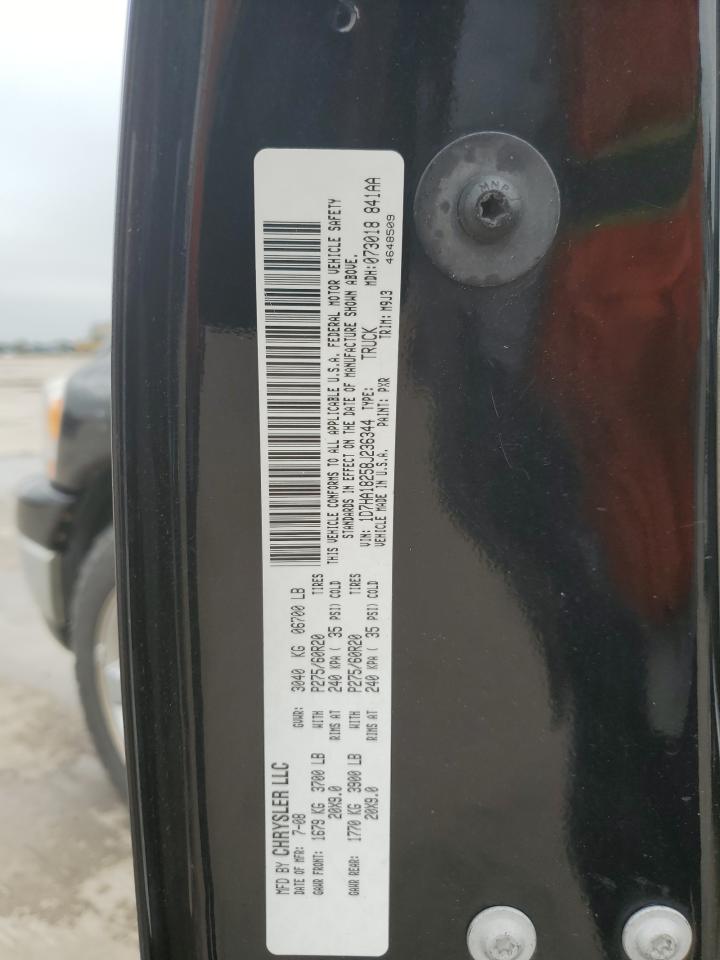 MFD BY CHRYSLER LLC
DATE OF MFR: 7-08 GVWR: 3040 KG 06700 LB
GAWR FRONT: 1679 KG 3700 LB WITH P275/60R20 TIRES
20X9.0 RIMS AT 240 KPA ( 35 PSI) COLD
GAWR REAR: 1770 KG 3900 LB WITH P275/60R20 TIRES
20X9.0 RIMS AT 240 KPA ( 35 PSI) COLD
THIS VEHICLE CONFORMS TO ALL APPLICABLE U.S.A. FEDERAL MOTOR VEHICLE SAFETY
STANDARDS IN EFFECT ON THE DATE OF MANUFACTURE SHOWN ABOVE.
VIN: 1D7HA18258J236344 TYPE: TRUCK MDH:073018 841AA
VEHICLE MADE IN U.S.A. PAINT: PXR TRIM: M9J3 4648509
MNP